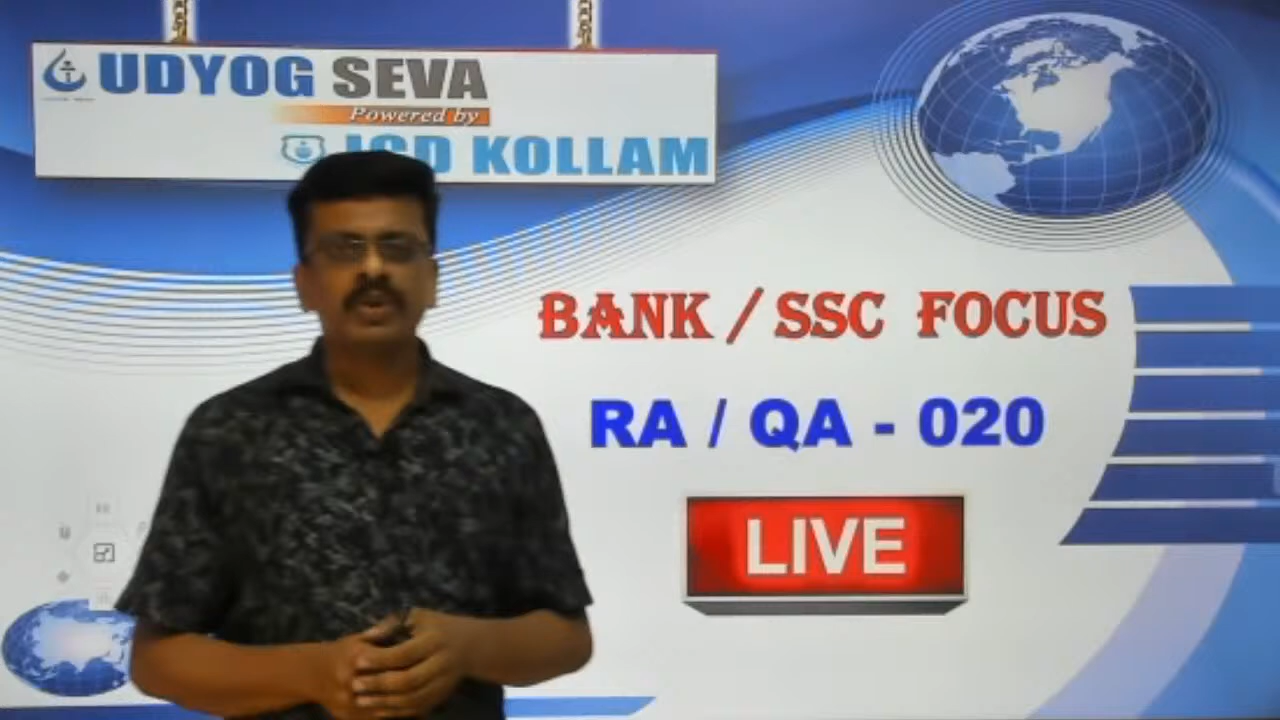 UDYOG SEVA
Powered by
KOLLAM
BANK / SSC FOCUS
RA / QA - 020
LIVE